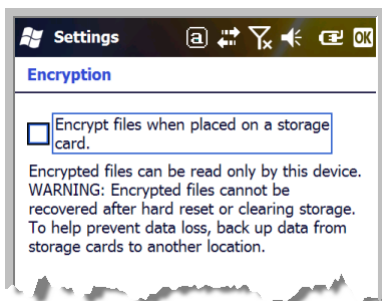 Settings a OK
Encryption
Encrypt files when placed on a storage
card.
Encrypted files can be read only by this device.
WARNING: Encrypted files cannot be
recovered after hard reset or clearing storage.
To help prevent data loss, back up data from
storage cards to another location.